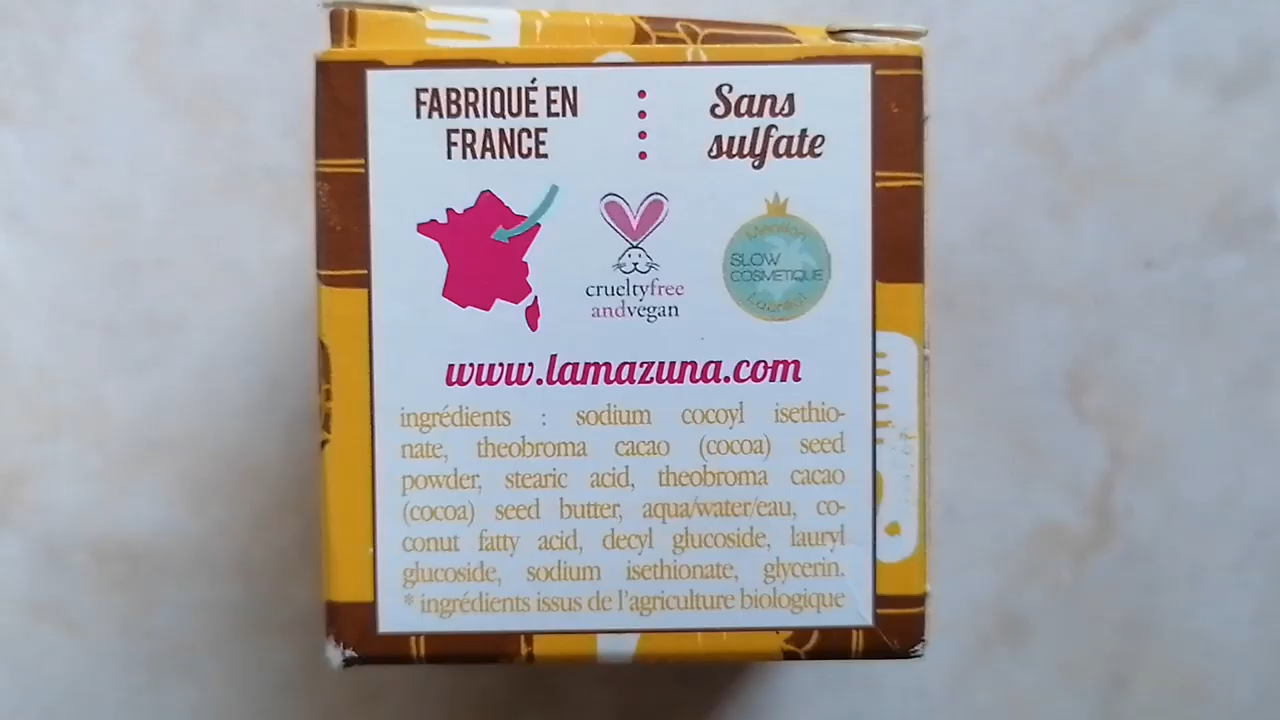 FABRIQUÉ EN
FRANCE
Sans
sulfate
crueltyfree
andvegan
Mention
SLOW
COSMETIQUE
www.lamazuna.com
ingrédients : sodium cocoyl isethio-
nate, theobroma cacao (cocoa) seed
powder, stearic acid, theobroma cacao
(cocoa) seed butter, aqua/water/eau, co-
conut fatty acid, decyl glucoside, lauryl
glucoside, sodium isethionate, glycerin.
* ingrédients issus de l'agriculture biologique